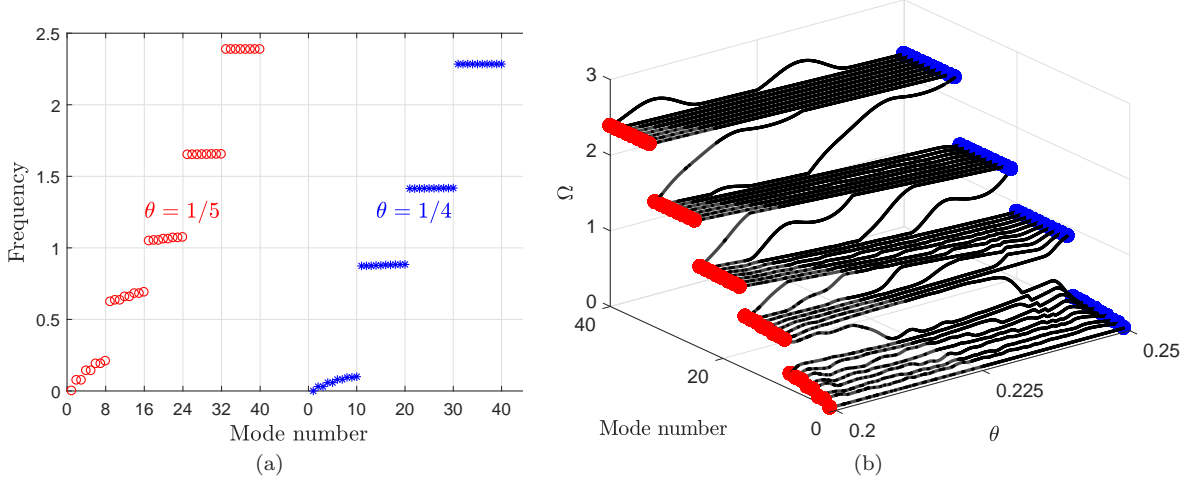 Frequency
2.5
2
1.5
1
0.5
0
θ = 1/5
θ = 1/4
0 8 16 24 32 40 0 10 20 30 40
Mode number
(a)
Ω
3
2
1
0
40
20
0
Mode number
0.2
0.225
0.25
θ
(b)